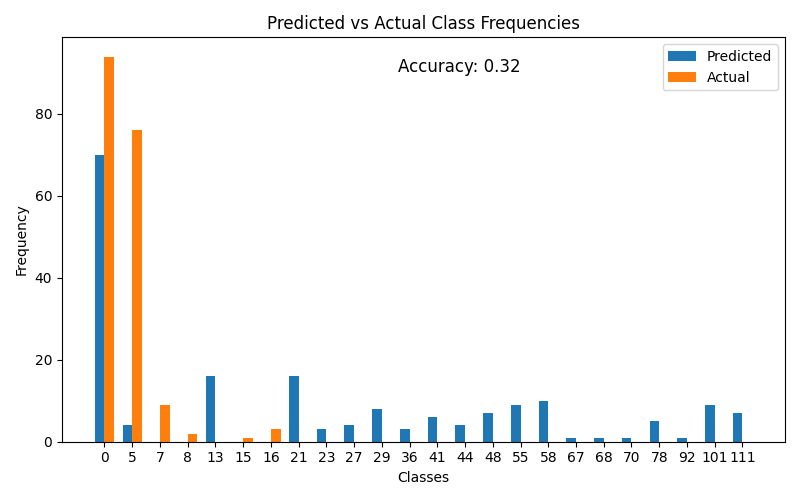 Predicted vs Actual Class Frequencies
Accuracy: 0.32
Predicted
Actual
Frequency
80
60
40
20
0
0 5 7 8 13 15 16 21 23 27 29 36 41 44 48 55 58 67 68 70 78 92 101 111
Classes